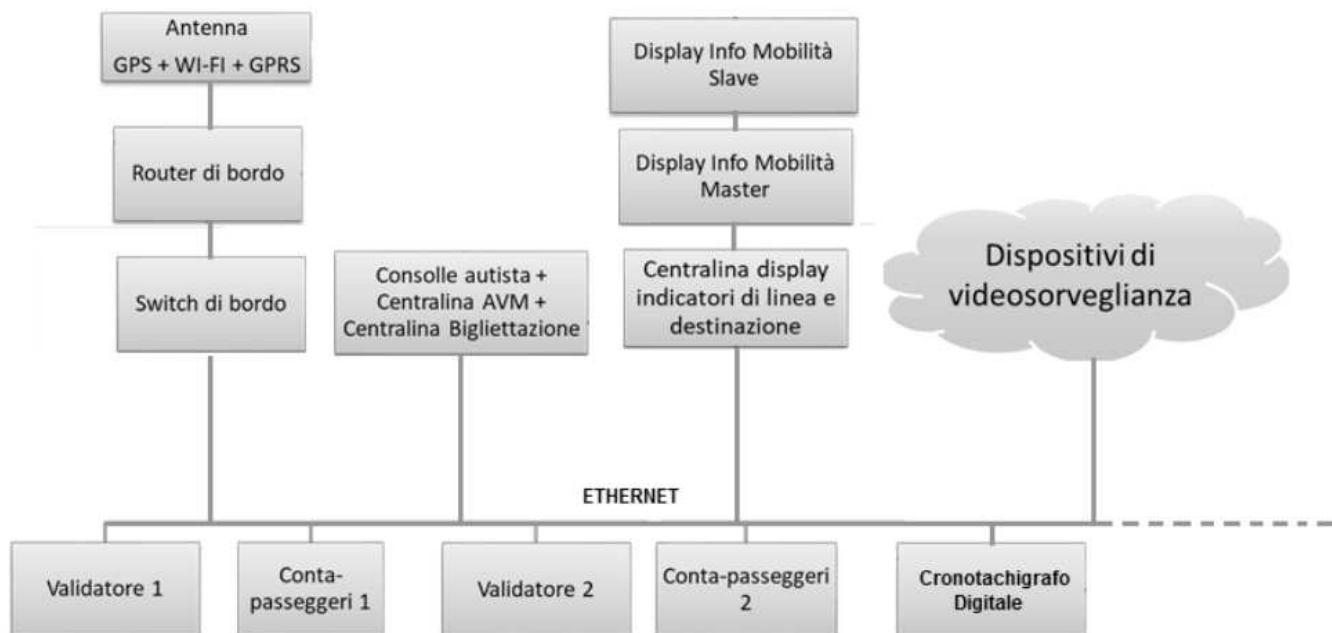 Antenna
GPS + WI-FI + GPRS
Router di bordo
Switch di bordo
Consolle autista +
Centralina AVM +
Centralina Bigliettazione
Display Info Mobilità
Slave
Display Info Mobilità
Master
Centralina display
indicatori di linea e
destinazione
Dispositivi di
videosorveglianza
ETHERNET
Validatore 1
Conta-
passeggeri 1
Validatore 2
Conta-passeggeri
2
Cronotachigrafo
Digitale